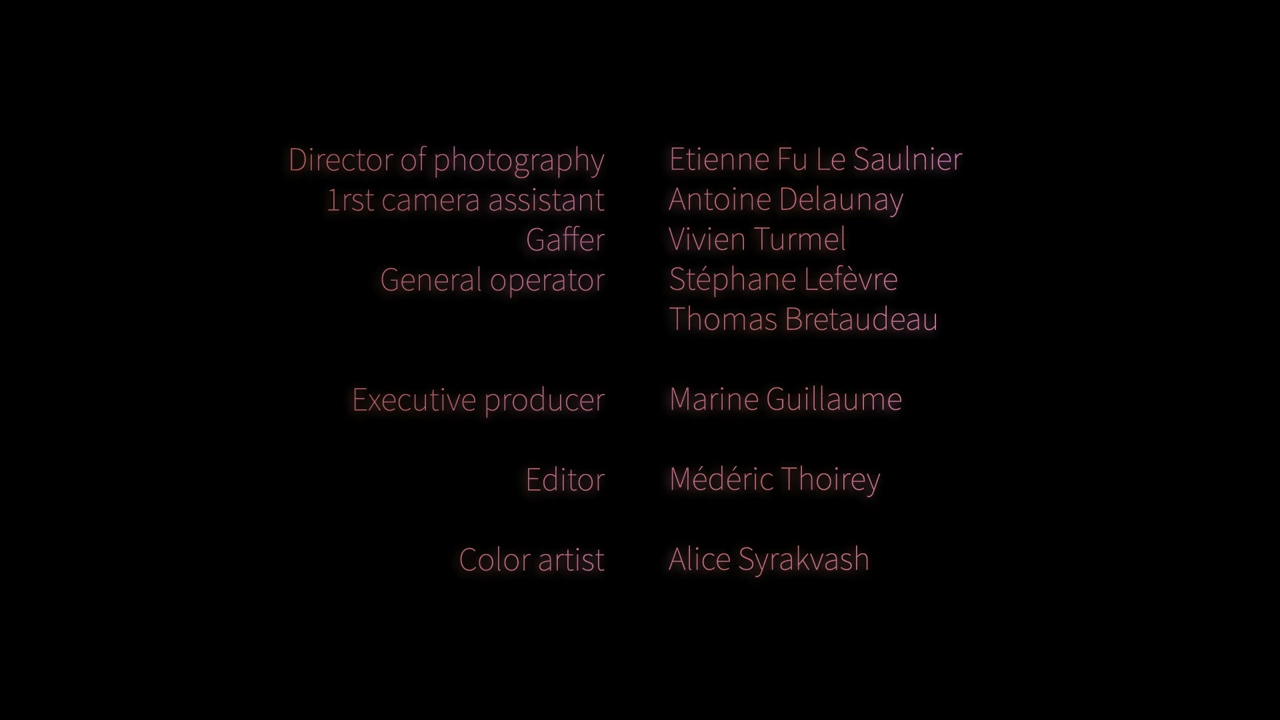 Director of photography Etienne Fu Le Saulnier
1rst camera assistant Antoine Delaunay
Gaffer Vivien Turmel
General operator Stéphane Lefèvre
Thomas Bretaudeau
Executive producer Marine Guillaume
Editor Médéric Thoirey
Color artist Alice Syrakvash